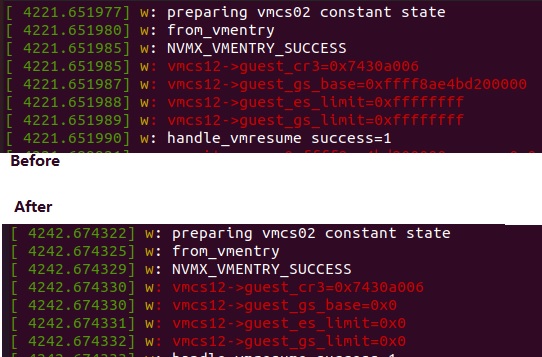 [ 4221.651977] w: preparing vmcs02 constant state
[ 4221.651980] w: from_vmentry
[ 4221.651985] w: NVMX_VMENTRY_SUCCESS
[ 4221.651985] w: vmcs12->guest_cr3=0x7430a006
[ 4221.651987] w: vmcs12->guest_gs_base=0xffff8ae4bd200000
[ 4221.651988] w: vmcs12->guest_es_limit=0xffffffff
[ 4221.651989] w: vmcs12->guest_gs_limit=0xffffffff
[ 4221.651990] w: handle_vmresume success=1
Before
After
[ 4242.674322] w: preparing vmcs02 constant state
[ 4242.674325] w: from_vmentry
[ 4242.674329] w: NVMX_VMENTRY_SUCCESS
[ 4242.674330] w: vmcs12->guest_cr3=0x7430a006
[ 4242.674330] w: vmcs12->guest_gs_base=0x0
[ 4242.674331] w: vmcs12->guest_es_limit=0x0
[ 4242.674332] w: vmcs12->guest_gs_limit=0x0